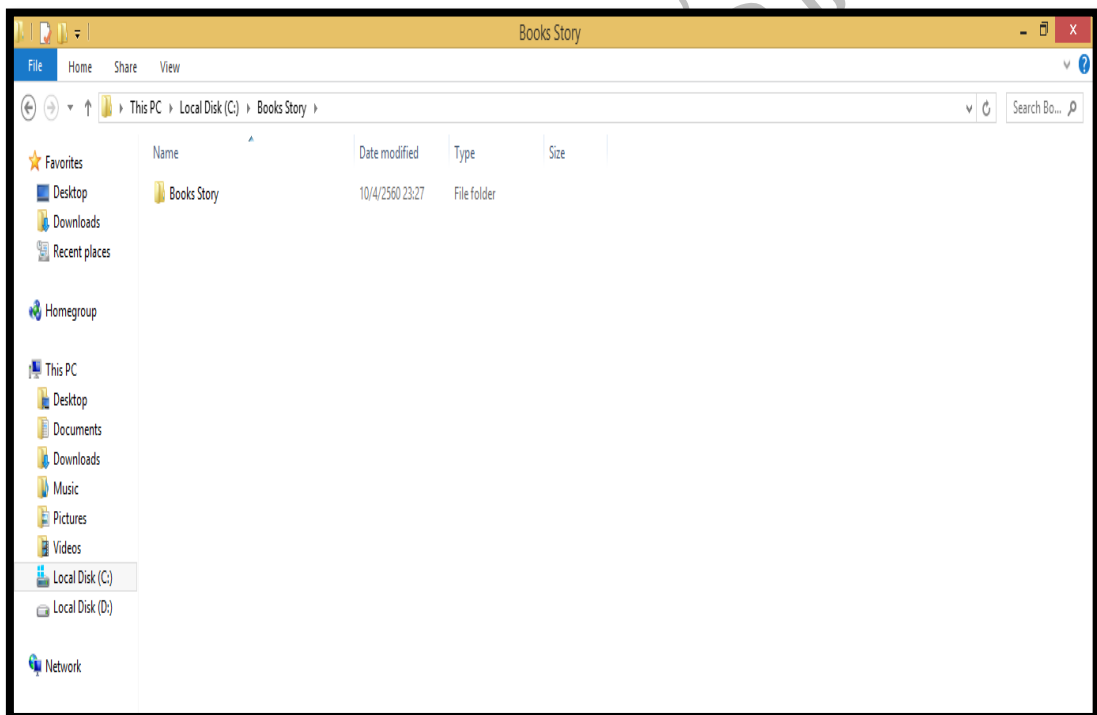 Books Story
File Home Share View
This PC Local Disk (C:) Books Story Search Bo...
Name Date modified Type Size
Books Story 10/4/2560 23:27 File folder
Favorites
Desktop
Downloads
Recent places
Homegroup
This PC
Desktop
Documents
Downloads
Music
Pictures
Videos
Local Disk (C:)
Local Disk (D:)
Network